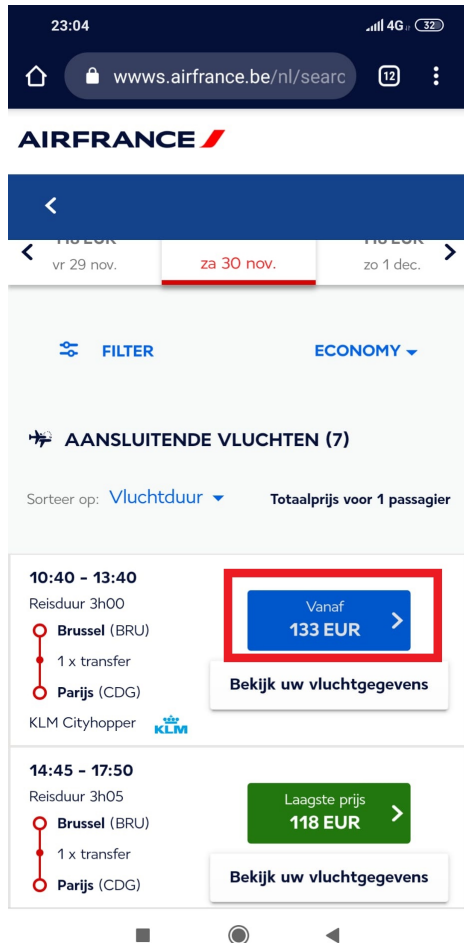 23:04
4G 32
wwws.airfrance.be/nl/searc
12
AIRFRANCE
vr 29 nov.
za 30 nov.
zo 1 dec.
FILTER
ECONOMY
AANSLUITENDE VLUCHTEN (7)
Sorteer op: Vluchtduur
Totaalprijs voor 1 passagier
10:40 - 13:40
Reisduur 3h00
Brussel (BRU)
1 x transfer
Parijs (CDG)
KLM Cityhopper KLM
Vanaf
133 EUR
Bekijk uw vluchtgegevens
14:45 - 17:50
Reisduur 3h05
Brussel (BRU)
1 x transfer
Parijs (CDG)
Laagste prijs
118 EUR
Bekijk uw vluchtgegevens